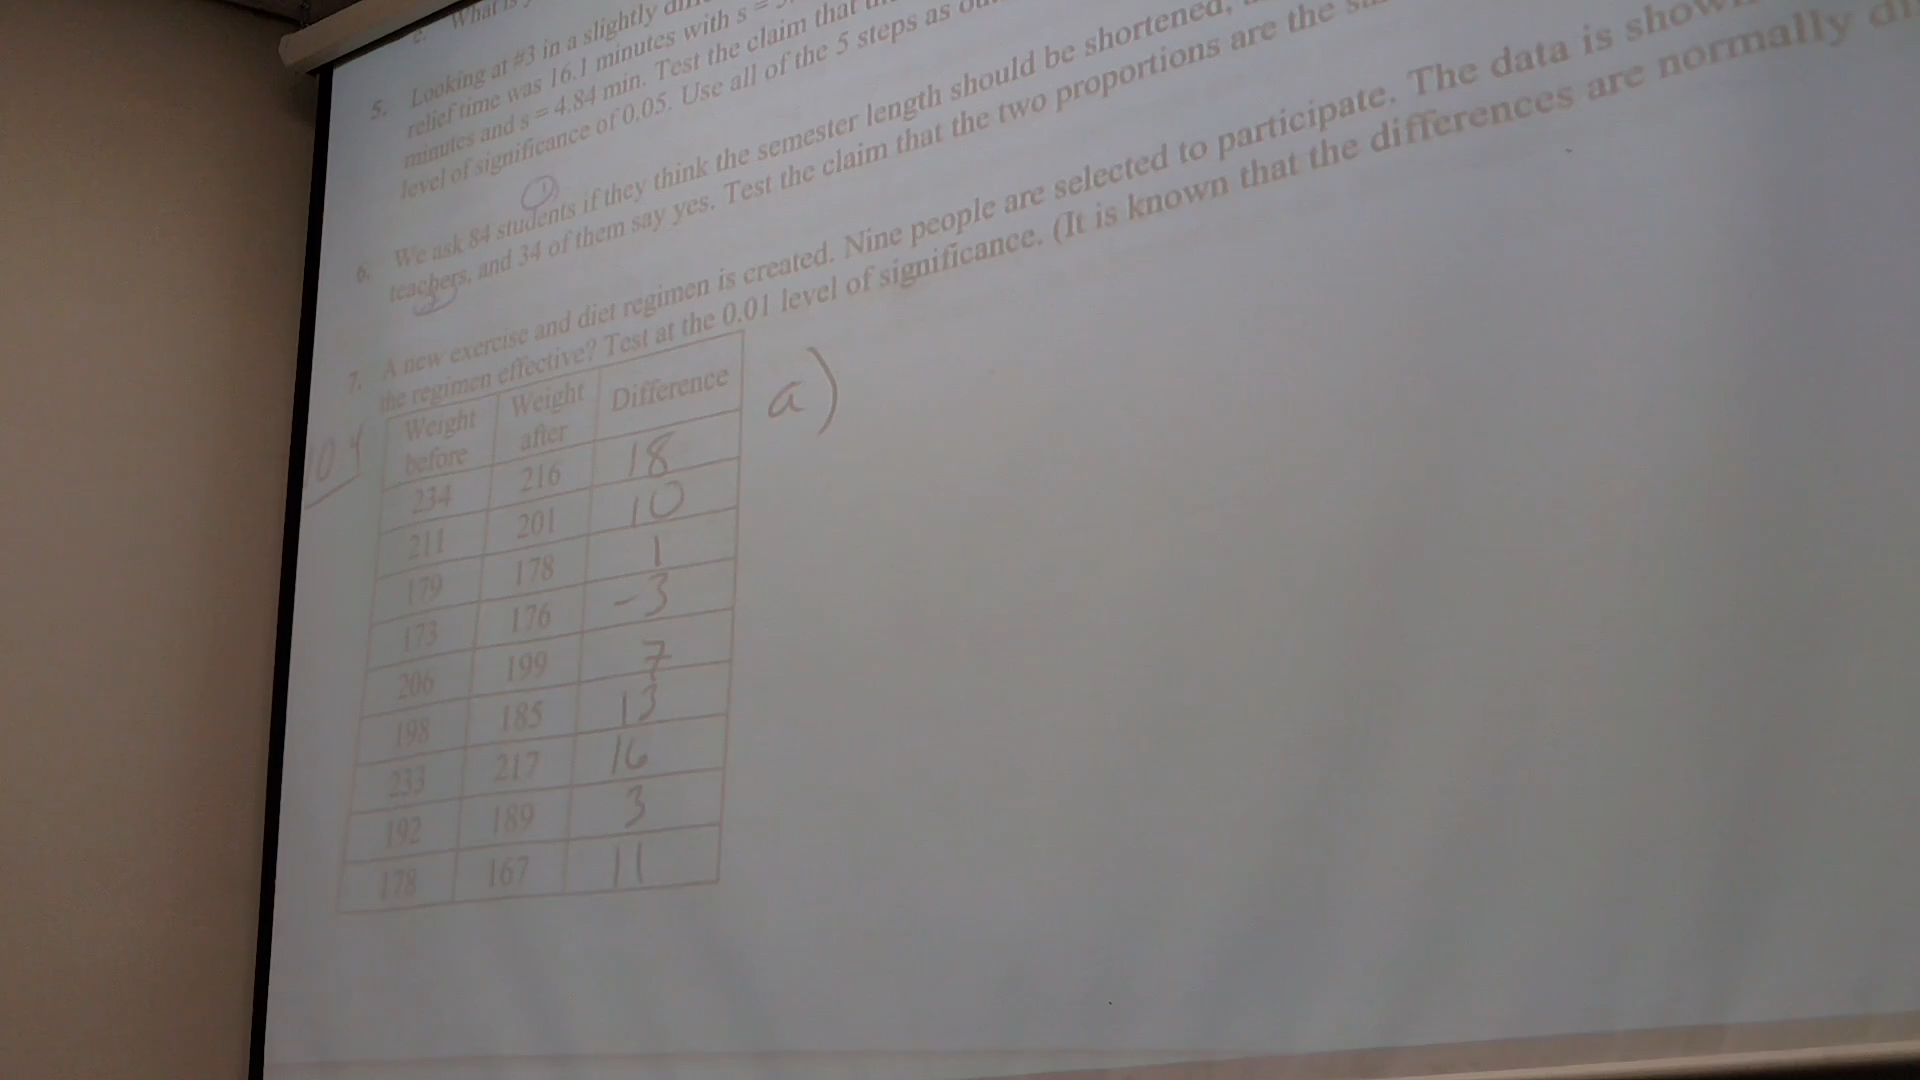 c. What is
5. Looking at #3 in a slightly
relief time was 16.1 minutes with s =
minutes and s = 4.84 min. Test the claim that
level of significance of 0.05. Use all of the 5 steps as
6. We ask 84 students if they think the semester length should be shortened,
teachers, and 34 of them say yes. Test the claim that the two proportions are the
7. A new exercise and diet regimen is created. Nine people are selected to participate. The data is
the regimen effective? Test at the 0.01 level of significance. (It is known that the differences are normally
Weight before Weight after Difference
234 216 18
211 201 10
179 178 1
173 176 -3
206 199 7
198 185 13
233 217 16
192 189 3
178 167 11
a)